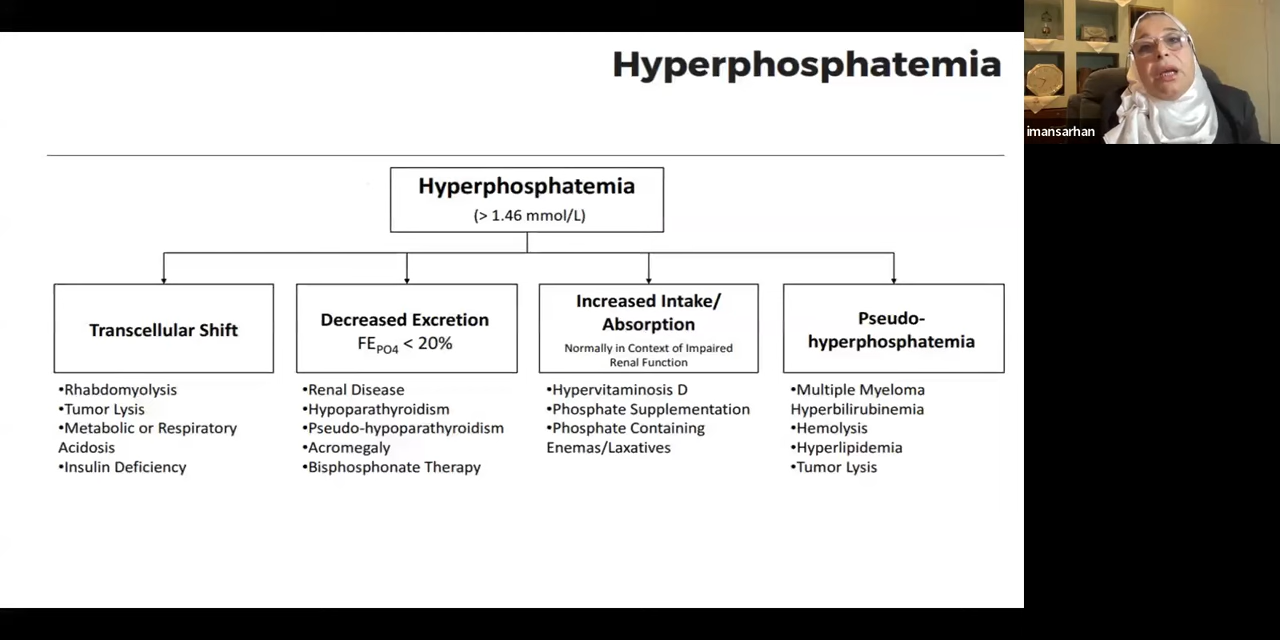 Hyperphosphatemia
imansarhan
Hyperphosphatemia
(> 1.46 mmol/L)
Transcellular Shift
•Rhabdomyolysis
•Tumor Lysis
•Metabolic or Respiratory
Acidosis
•Insulin Deficiency
Decreased Excretion
FEPO4 < 20%
•Renal Disease
•Hypoparathyroidism
•Pseudo-hypoparathyroidism
•Acromegaly
•Bisphosphonate Therapy
Increased Intake/
Absorption
Normally in Context of Impaired
Renal Function
•Hypervitaminosis D
•Phosphate Supplementation
•Phosphate Containing
Enemas/Laxatives
Pseudo-
hyperphosphatemia
•Multiple Myeloma
Hyperbilirubinemia
•Hemolysis
•Hyperlipidemia
•Tumor Lysis